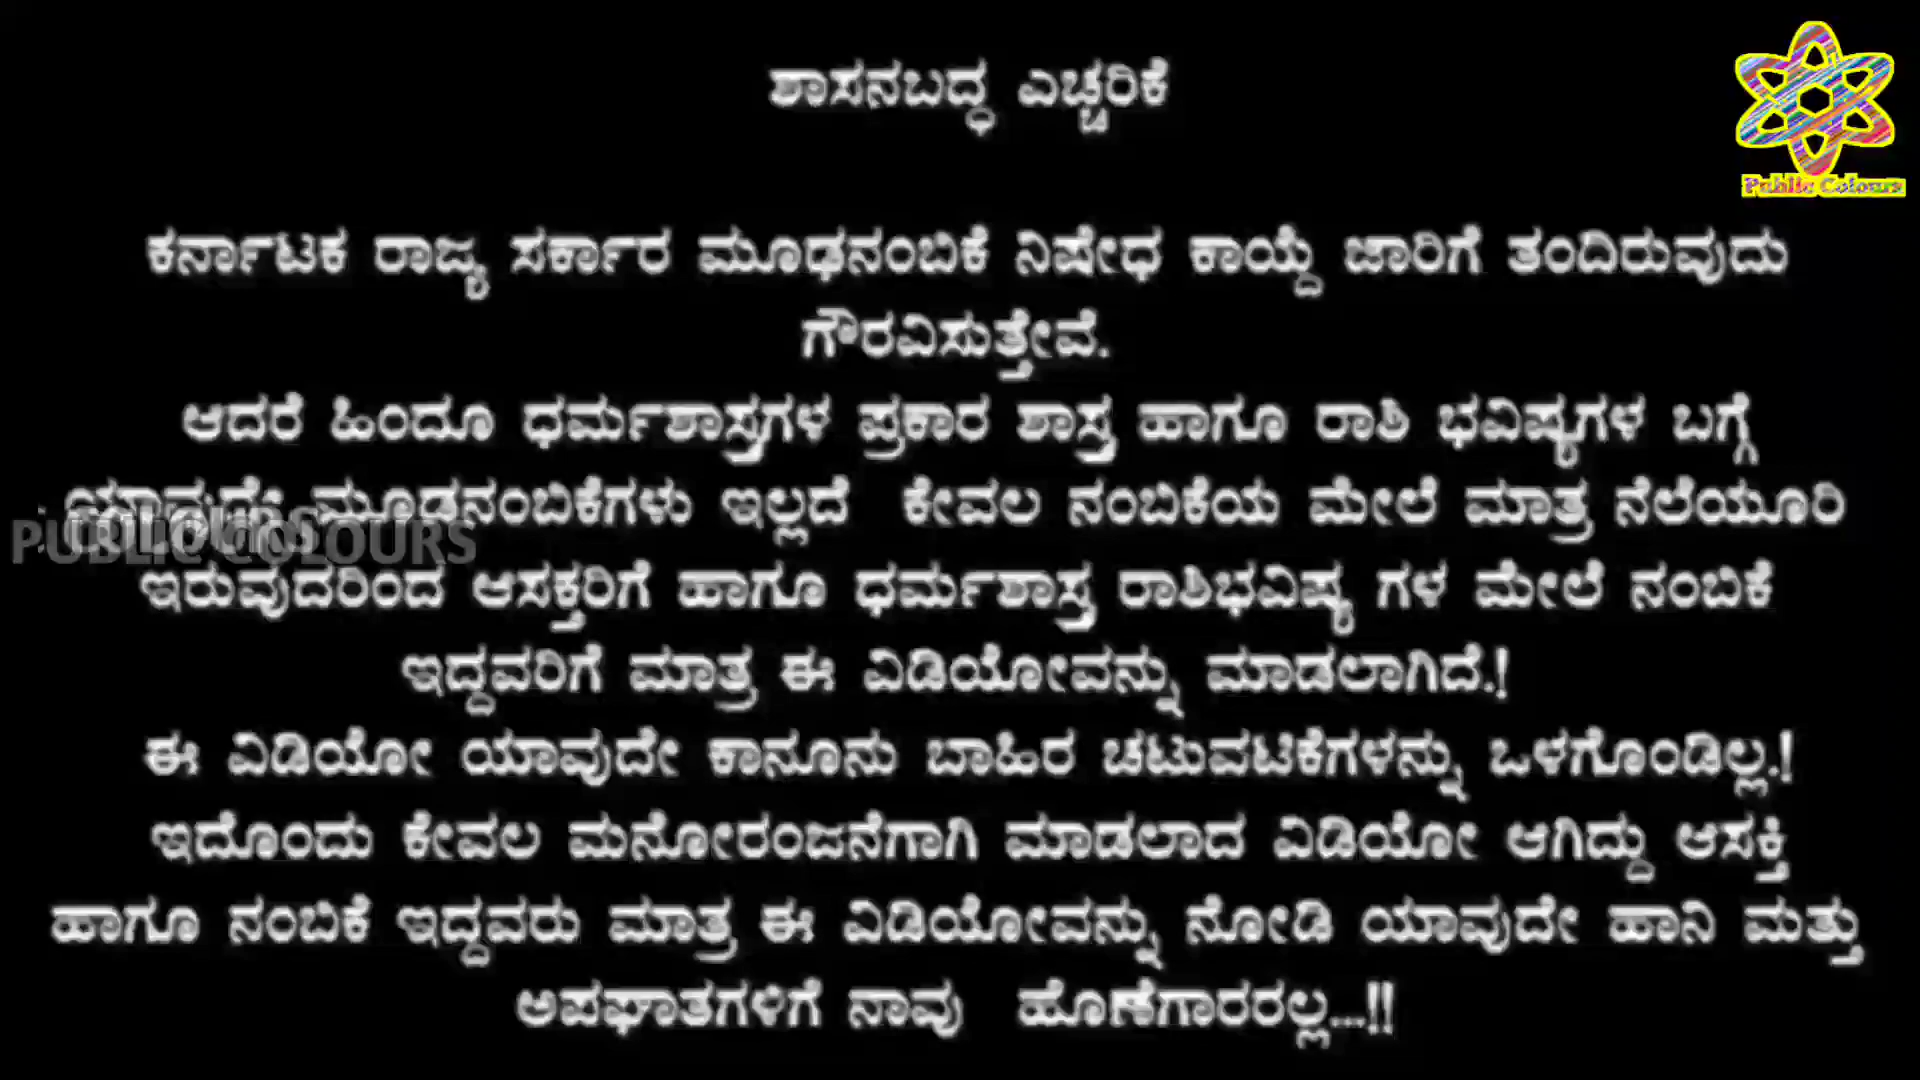 ಶಾಸನಬದ್ಧ ಎಚ್ಚರಿಕೆ
Public Colours
ಕರ್ನಾಟಕ ರಾಜ್ಯ ಸರ್ಕಾರ ಮೂಢನಂಬಿಕೆ ನಿಷೇಧ ಕಾಯ್ದೆ ಜಾರಿಗೆ ತಂದಿರುವುದು
ಗೌರವಿಸುತ್ತೇವೆ.
ಆದರೆ ಹಿಂದೂ ಧರ್ಮಶಾಸ್ತ್ರಗಳ ಪ್ರಕಾರ ಶಾಸ್ತ್ರ ಹಾಗೂ ರಾಶಿ ಭವಿಷ್ಯಗಳ ಬಗ್ಗೆ
ಯಾವುದೇ ಮೂಢನಂಬಿಕೆಗಳು ಇಲ್ಲದೆ ಕೇವಲ ನಂಬಿಕೆಯ ಮೇಲೆ ಮಾತ್ರ ನೆಲೆಯೂರಿ
PUBLIC COLOURS
ಇರುವುದರಿಂದ ಆಸಕ್ತರಿಗೆ ಹಾಗೂ ಧರ್ಮಶಾಸ್ತ್ರ ರಾಶಿಭವಿಷ್ಯ ಗಳ ಮೇಲೆ ನಂಬಿಕೆ
ಇದ್ದವರಿಗೆ ಮಾತ್ರ ಈ ವಿಡಿಯೋವನ್ನು ಮಾಡಲಾಗಿದೆ.!
ಈ ವಿಡಿಯೋ ಯಾವುದೇ ಕಾನೂನು ಬಾಹಿರ ಚಟುವಟಿಕೆಗಳನ್ನು ಒಳಗೊಂಡಿಲ್ಲ.!
ಇದೊಂದು ಕೇವಲ ಮನೋರಂಜನೆಗಾಗಿ ಮಾಡಲಾದ ವಿಡಿಯೋ ಆಗಿದ್ದು ಆಸಕ್ತಿ
ಹಾಗೂ ನಂಬಿಕೆ ಇದ್ದವರು ಮಾತ್ರ ಈ ವಿಡಿಯೋವನ್ನು ನೋಡಿ ಯಾವುದೇ ಹಾನಿ ಮತ್ತು
ಅಪಘಾತಗಳಿಗೆ ನಾವು ಹೊಣೆಗಾರರಲ್ಲ...!!